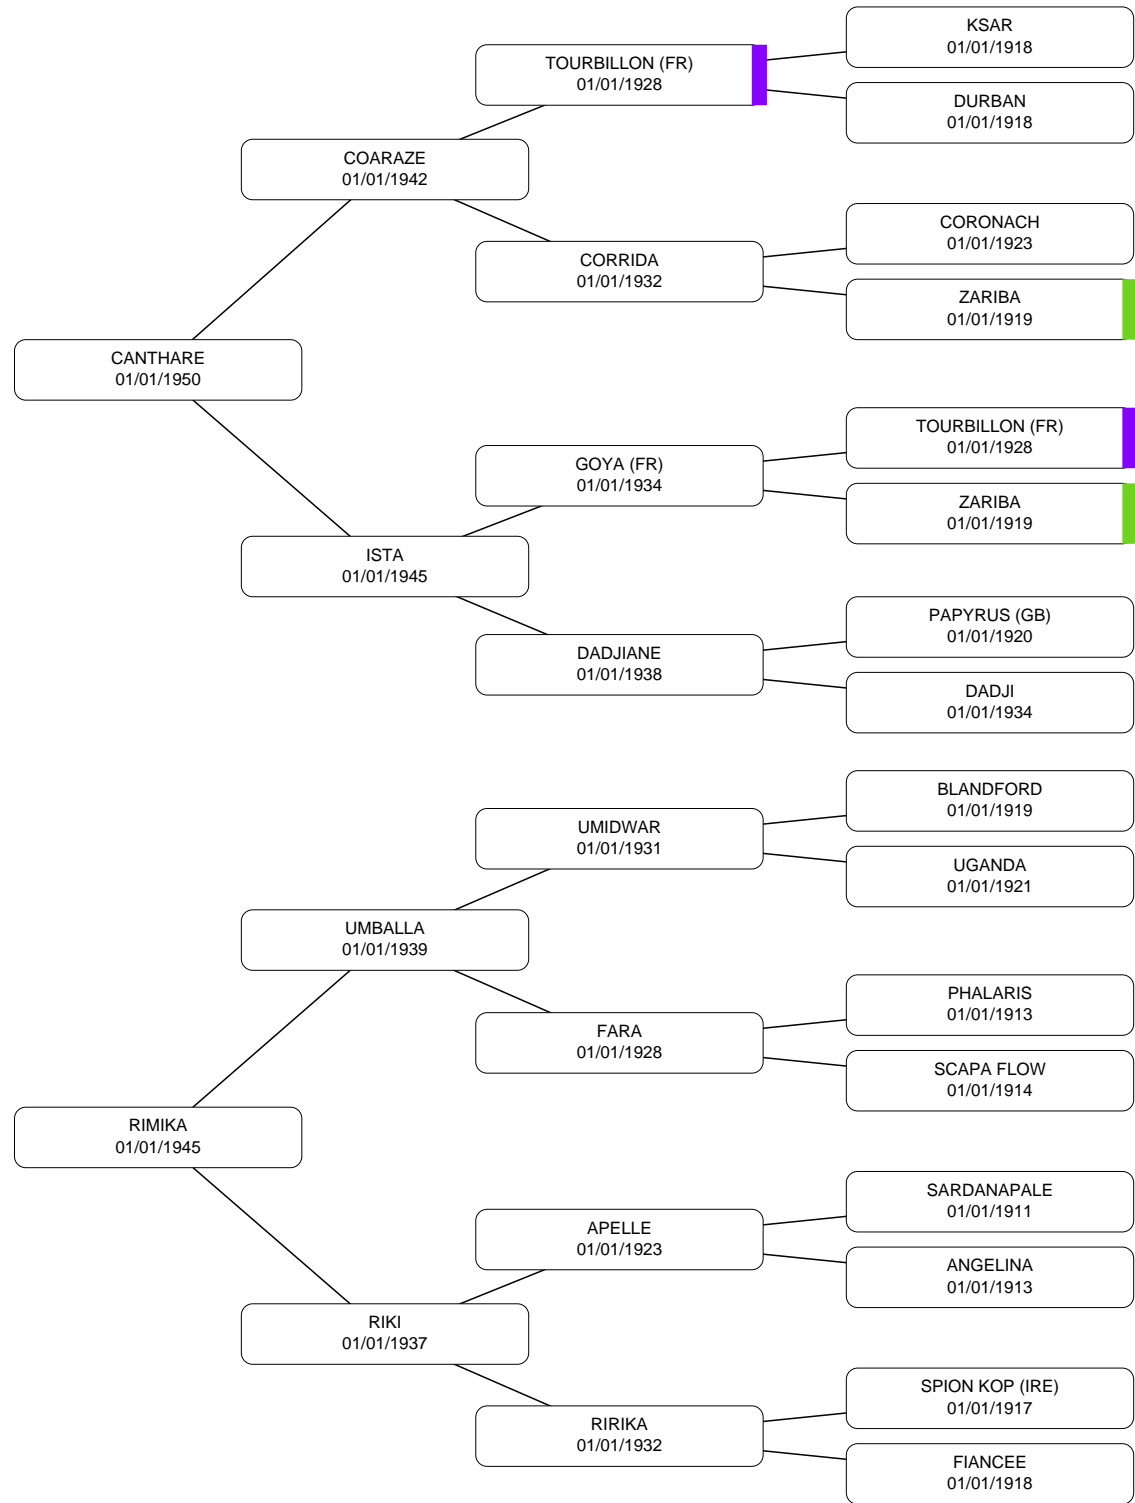 KSAR
01/01/1918
TOURBILLON (FR)
01/01/1928
DURBAN
01/01/1918
COARAZE
01/01/1942
CORONACH
01/01/1923
CORRIDA
01/01/1932
ZARIBA
01/01/1919
CANTHARE
01/01/1950
TOURBILLON (FR)
01/01/1928
GOYA (FR)
01/01/1934
ZARIBA
01/01/1919
ISTA
01/01/1945
PAPYRUS (GB)
01/01/1920
DADJIANE
01/01/1938
DADJI
01/01/1934
BLANDFORD
01/01/1919
UMIDWAR
01/01/1931
UGANDA
01/01/1921
UMBALLA
01/01/1939
PHALARIS
01/01/1913
FARA
01/01/1928
SCAPA FLOW
01/01/1914
RIMIKA
01/01/1945
SARDANAPALE
01/01/1911
APELLE
01/01/1923
ANGELINA
01/01/1913
RIKI
01/01/1937
SPION KOP (IRE)
01/01/1917
RIRIKA
01/01/1932
FIANCEE
01/01/1918